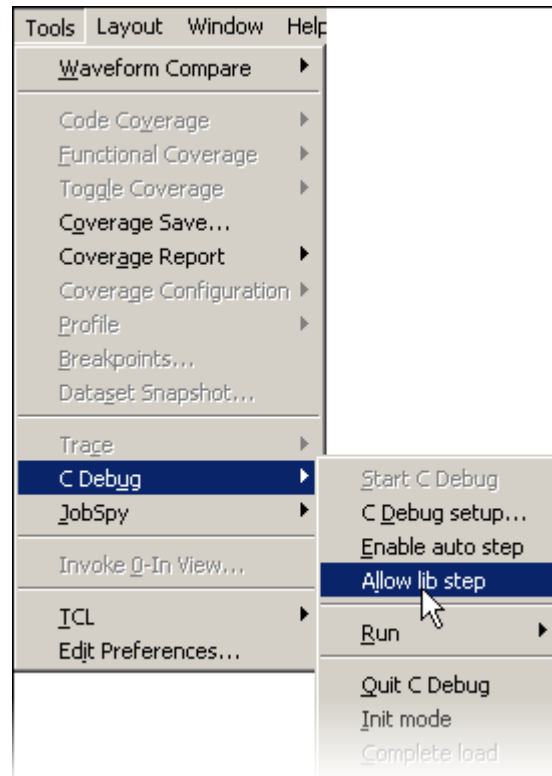 Tools Layout Window Help
Waveform Compare
Code Coverage
Functional Coverage
Toggle Coverage
Coverage Save...
Coverage Report
Coverage Configuration
Profile
Breakpoints...
Dataset Snapshot...
Trace
C Debug
JobSpy
Invoke 0-In View...
TCL
Edit Preferences...
Start C Debug
C Debug setup...
Enable auto step
Allow lib step
Run
Quit C Debug
Init mode
Complete load